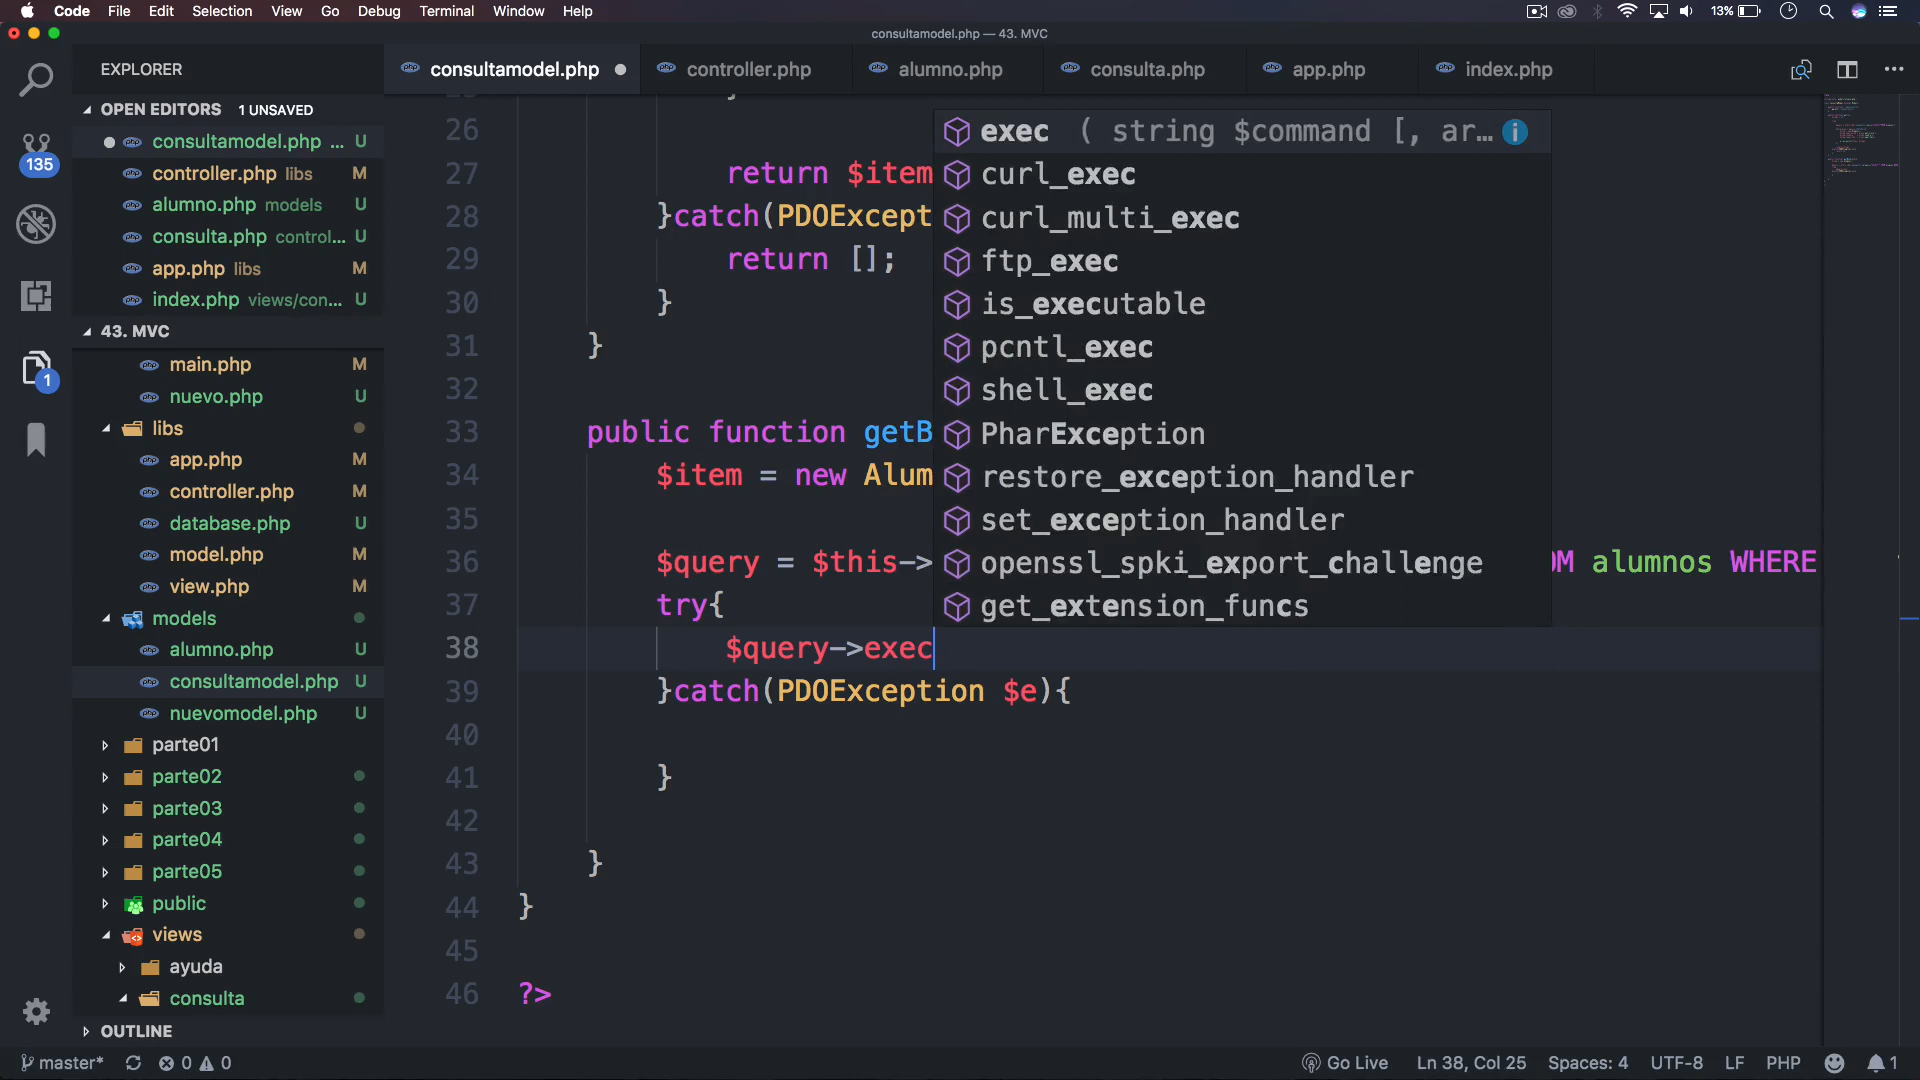 Code File Edit Selection View Go Debug Terminal Window Help 13%
consultamodel.php — 43. MVC
EXPLORER
consultamodel.php controller.php alumno.php consulta.php app.php index.php
OPEN EDITORS 1 UNSAVED
consultamodel.php ... U
controller.php libs M
alumno.php models U
consulta.php control... U
app.php libs M
index.php views/con... U
43. MVC
main.php M
nuevo.php U
libs
app.php M
controller.php M
database.php U
model.php M
view.php M
models
alumno.php U
consultamodel.php U
nuevomodel.php U
parte01
parte02
parte03
parte04
parte05
public
views
ayuda
consulta
OUTLINE
135
1
26
27 return $item
28 }catch(PDOExcept
29 return [];
30 }
31 }
32
33 public function getB
34 $item = new Alum
35
36 $query = $this-> OM alumnos WHERE
37 try{
38 $query->exec
39 }catch(PDOException $e){
40
41 }
42
43 }
44 }
45
46 ?>
exec ( string $command [, ar...
curl_exec
curl_multi_exec
ftp_exec
is_executable
pcntl_exec
shell_exec
PharException
restore_exception_handler
set_exception_handler
openssl_spki_export_challenge
get_extension_funcs
master* 0 0 Go Live Ln 38, Col 25 Spaces: 4 UTF-8 LF PHP 1